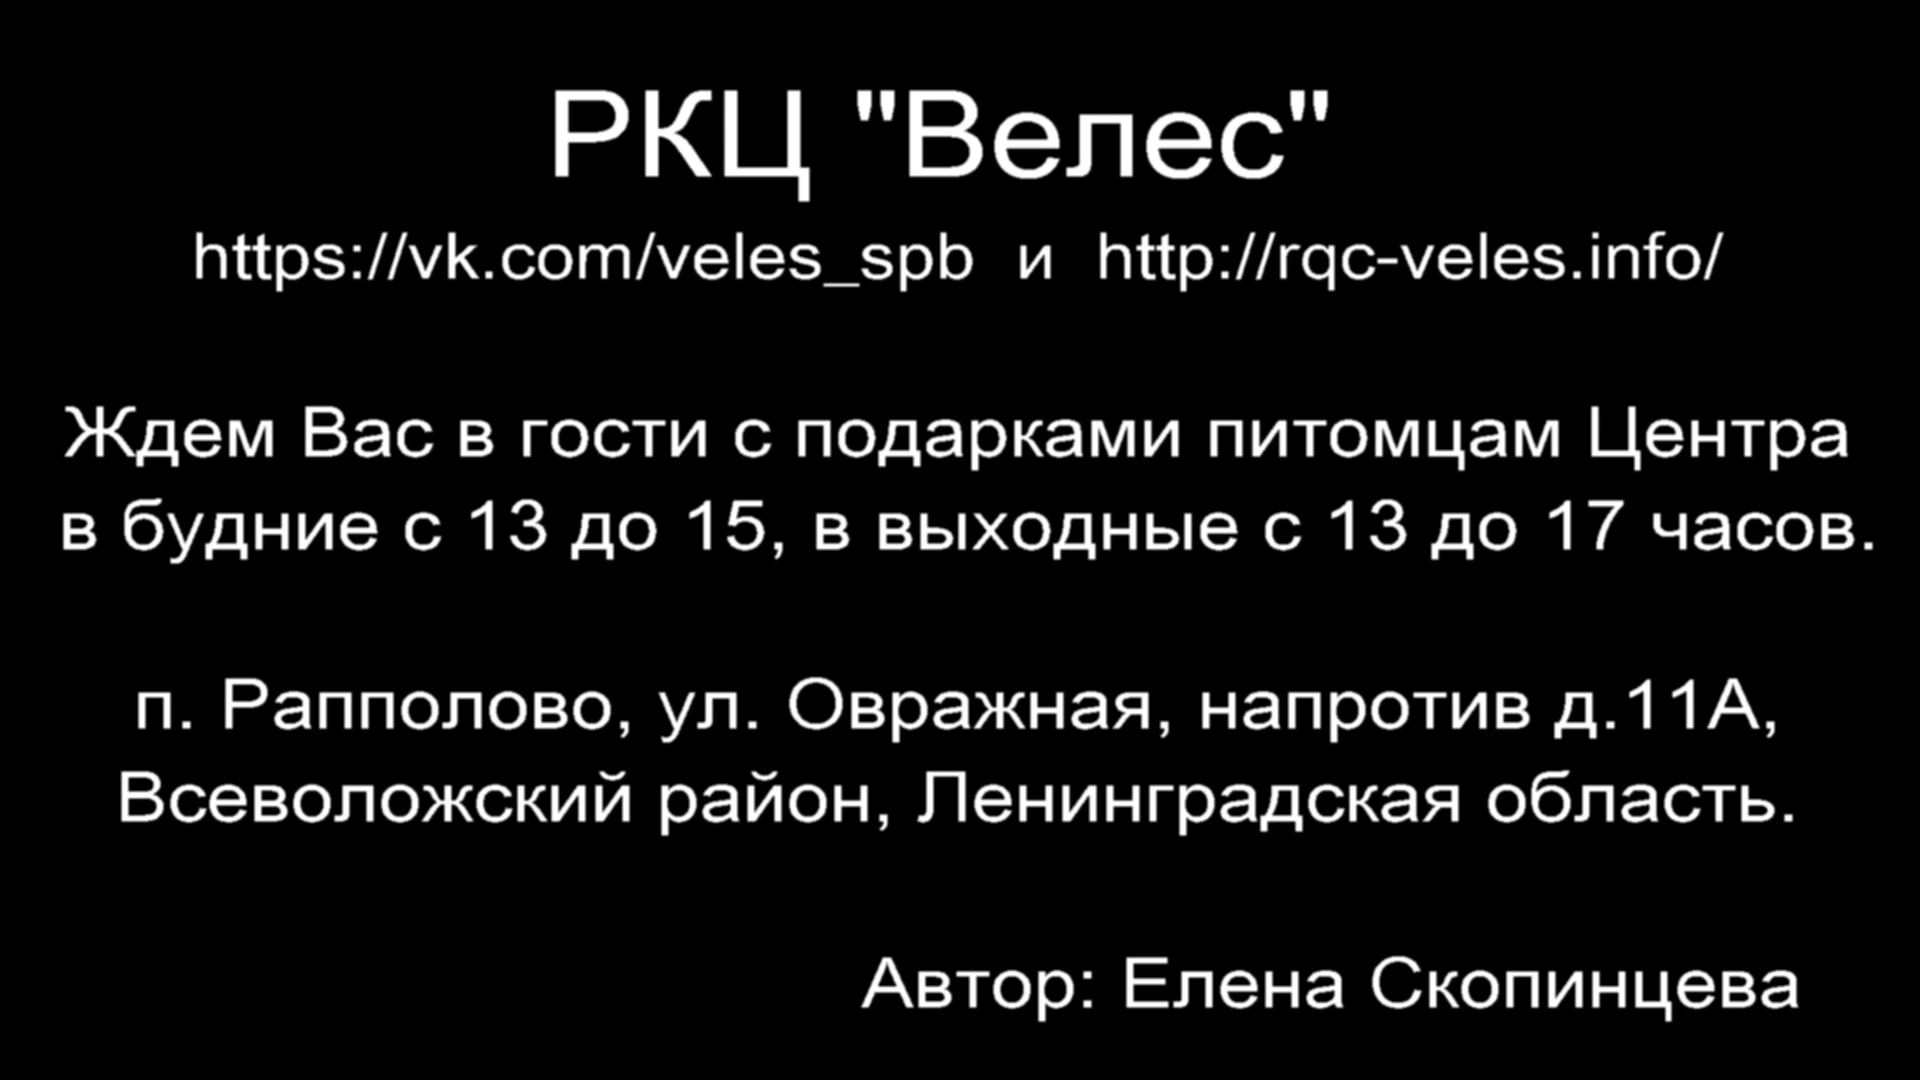 РКЦ "Велес"
https://vk.com/veles_spb и http://rqc-veles.info/
Ждем Вас в гости с подарками питомцам Центра
в будние с 13 до 15, в выходные с 13 до 17 часов.
п. Рапполово, ул. Овражная, напротив д.11А,
Всеволожский район, Ленинградская область.
Автор: Елена Скопинцева